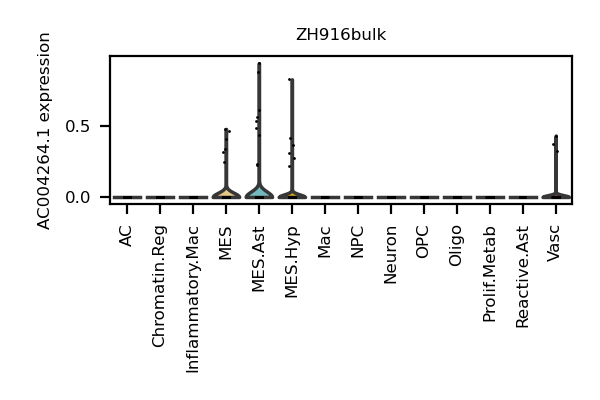 ZH916bulk
AC004264.1 expression
0.5
0.0
AC
Chromatin.Reg
Inflammatory.Mac
MES
MES.Ast
MES.Hyp
Mac
NPC
Neuron
OPC
Oligo
Prolif.Metab
Reactive.Ast
Vasc